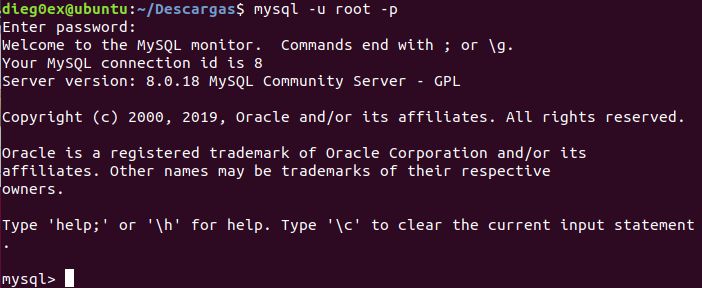 dieg0ex@ubuntu:~/Descargas$ mysql -u root -p
Enter password:
Welcome to the MySQL monitor.  Commands end with ; or \g.
Your MySQL connection id is 8
Server version: 8.0.18 MySQL Community Server - GPL
Copyright (c) 2000, 2019, Oracle and/or its affiliates. All rights reserved.
Oracle is a registered trademark of Oracle Corporation and/or its
affiliates. Other names may be trademarks of their respective
owners.
Type 'help;' or '\h' for help. Type '\c' to clear the current input statement
.
mysql>